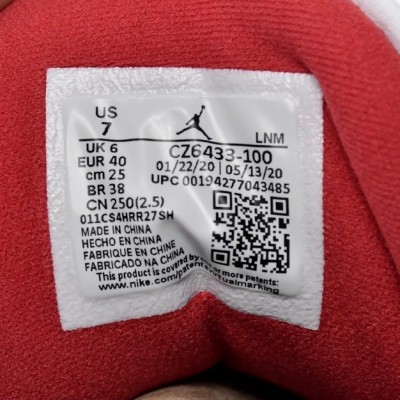 US
7
LNM
UK 6
EUR 40
cm 25
BR 38
CN 250(2.5)
CZ6433-100
01/22/20 05/13/20
UPC 00194277043485
011CS4HRR27SH
MADE IN CHINA
HECHO EN CHINA
FABRIQUE EN CHINE
FABRICADO NA CHINA
This product is covered by one or more patents:
www.nike.com/patents-virtualmarking